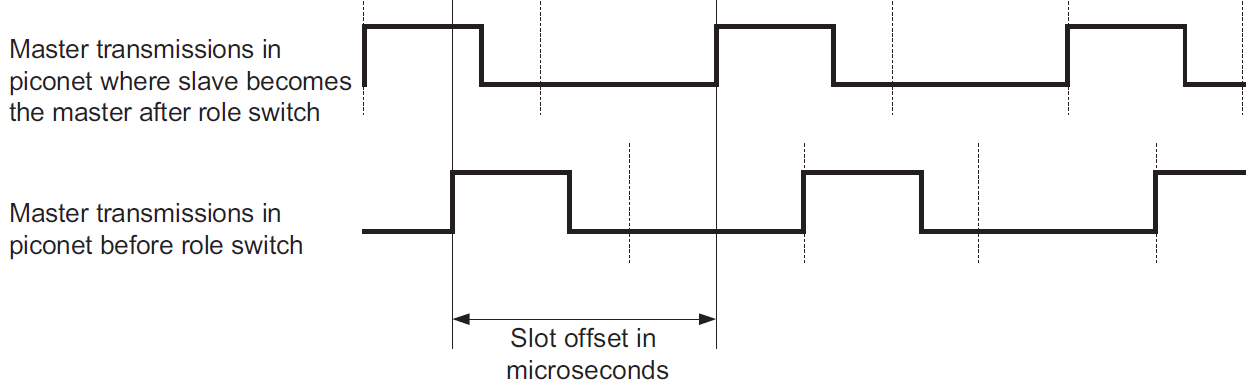 Master transmissions in
piconet where slave becomes
the master after role switch
Master transmissions in
piconet before role switch
Slot offset in
microseconds